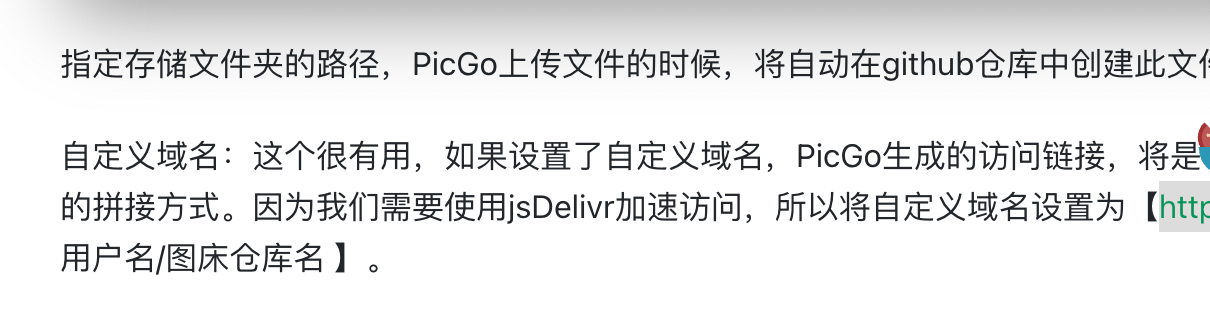 指定存储文件夹的路径，PicGo上传文件的时候，将自动在github仓库中创建此文
自定义域名：这个很有用，如果设置了自定义域名，PicGo生成的访问链接，将是
的拼接方式。因为我们需要使用jsDelivr加速访问，所以将自定义域名设置为【http
用户名/图床仓库名 】。